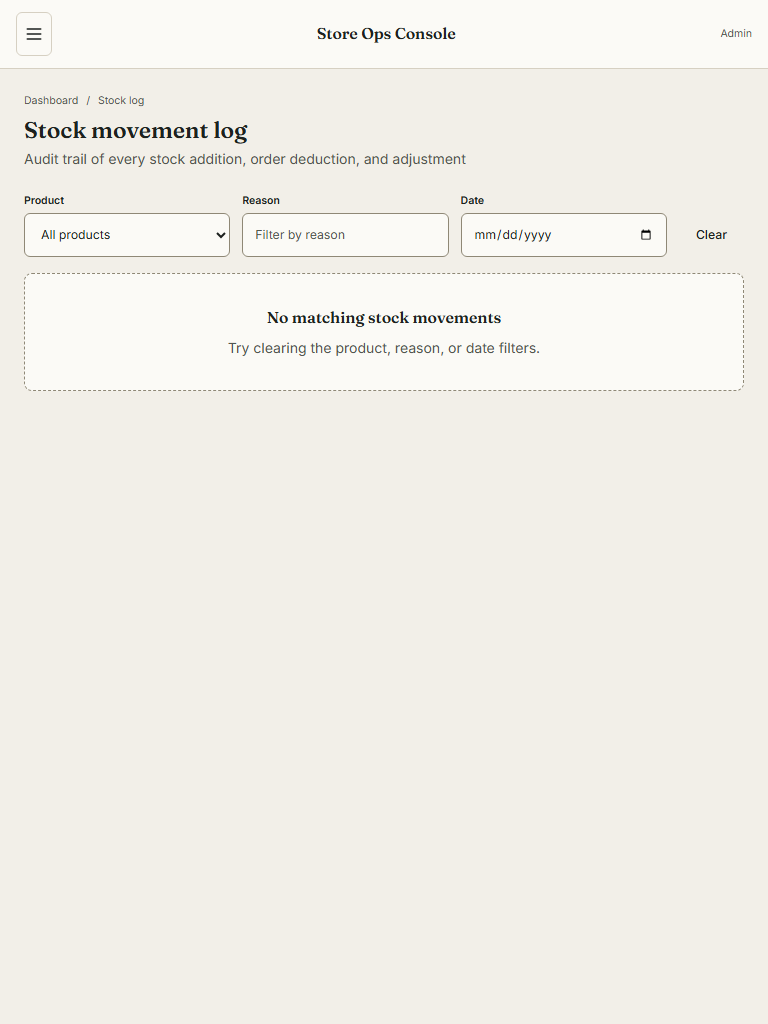 Store Ops Console
Admin
Dashboard / Stock log
Stock movement log
Audit trail of every stock addition, order deduction, and adjustment
Product
Reason
Date
All products
Filter by reason
mm/dd/yyyy
Clear
No matching stock movements
Try clearing the product, reason, or date filters.